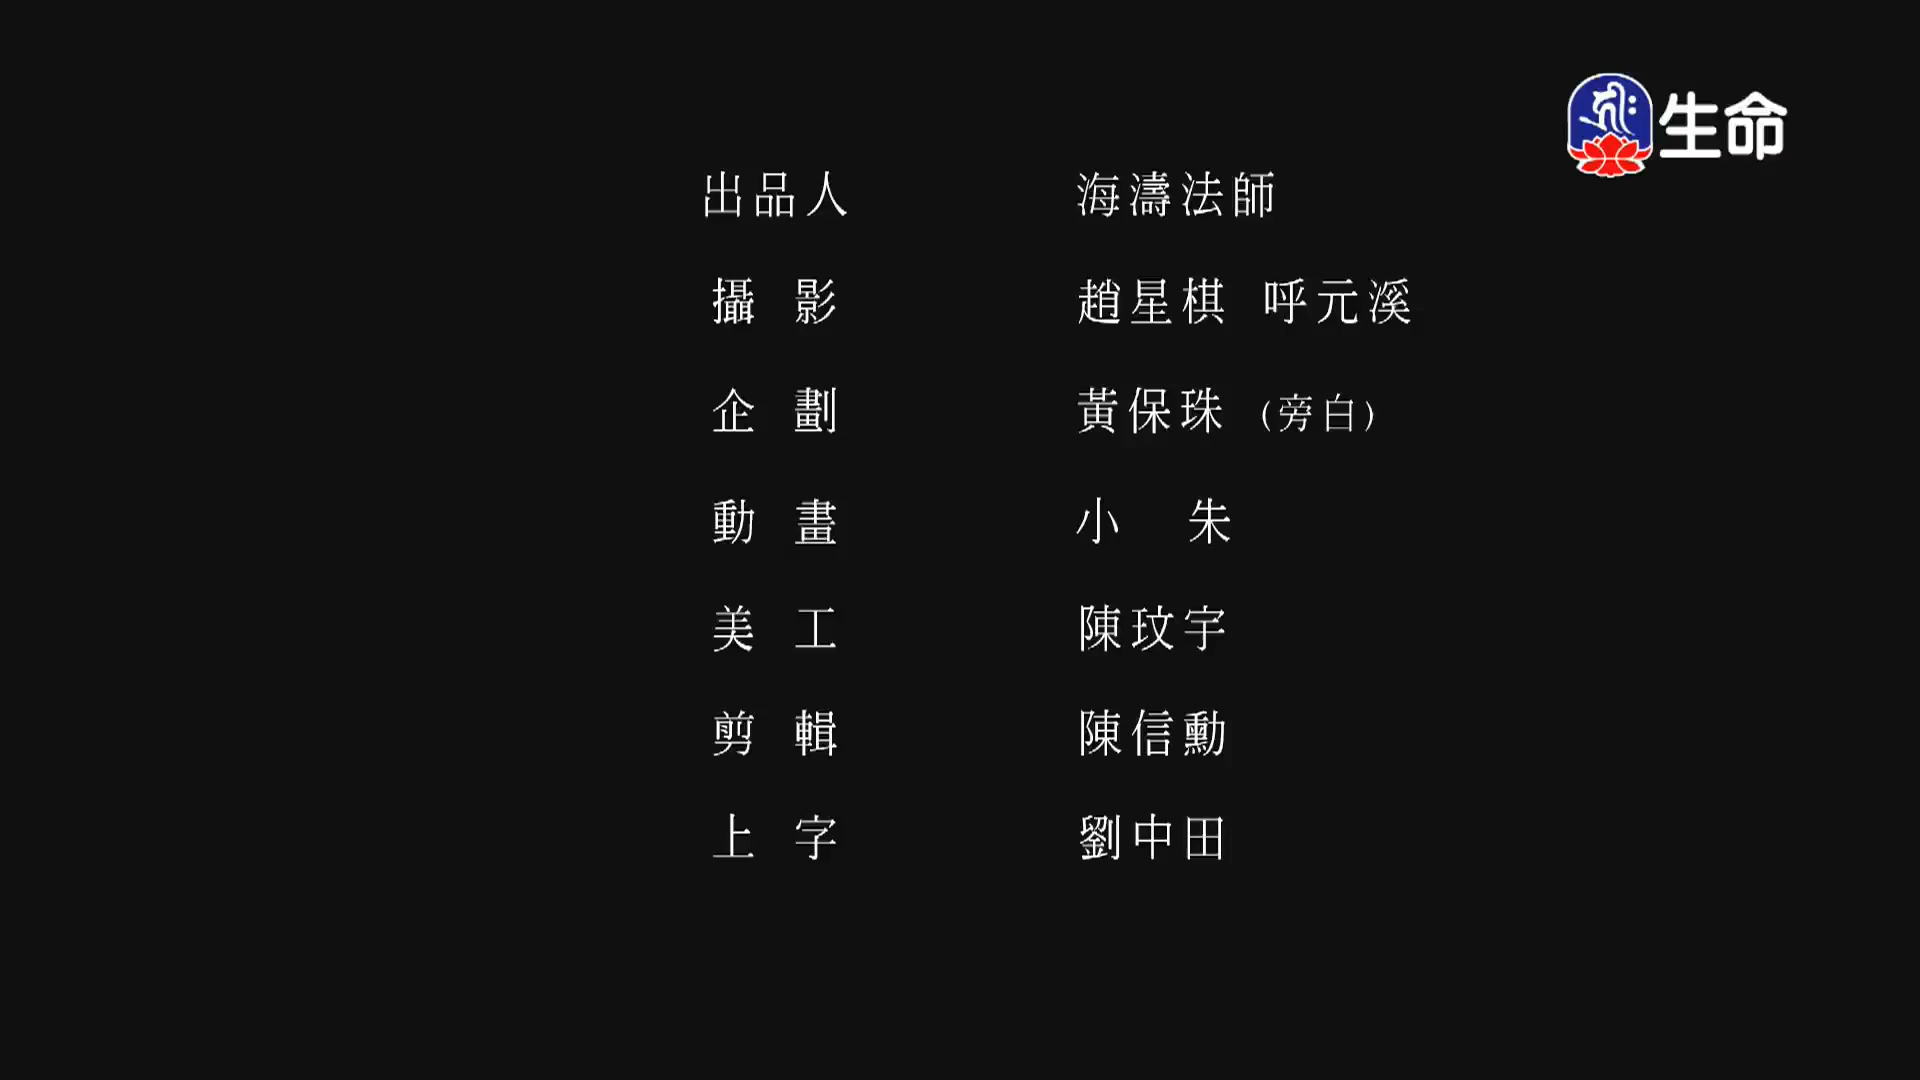 生命
出品人 海濤法師
攝 影 趙星棋 呼元溪
企 劃 黃保珠 (旁白)
動 畫 小 朱
美 工 陳玟宇
剪 輯 陳信勳
上 字 劉中田